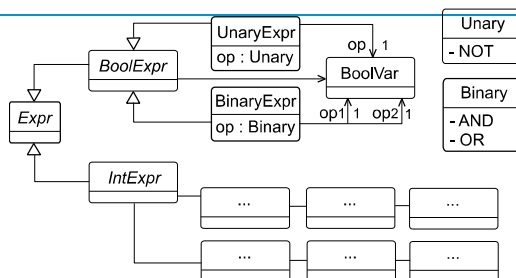 UnaryExpr
op : Unary
BoolExpr
op 1
BoolVar
BinaryExpr
op : Binary
op1 1 op2 1
Expr
IntExpr
... ... ...
... ... ...
Unary
- NOT
Binary
- AND
- OR